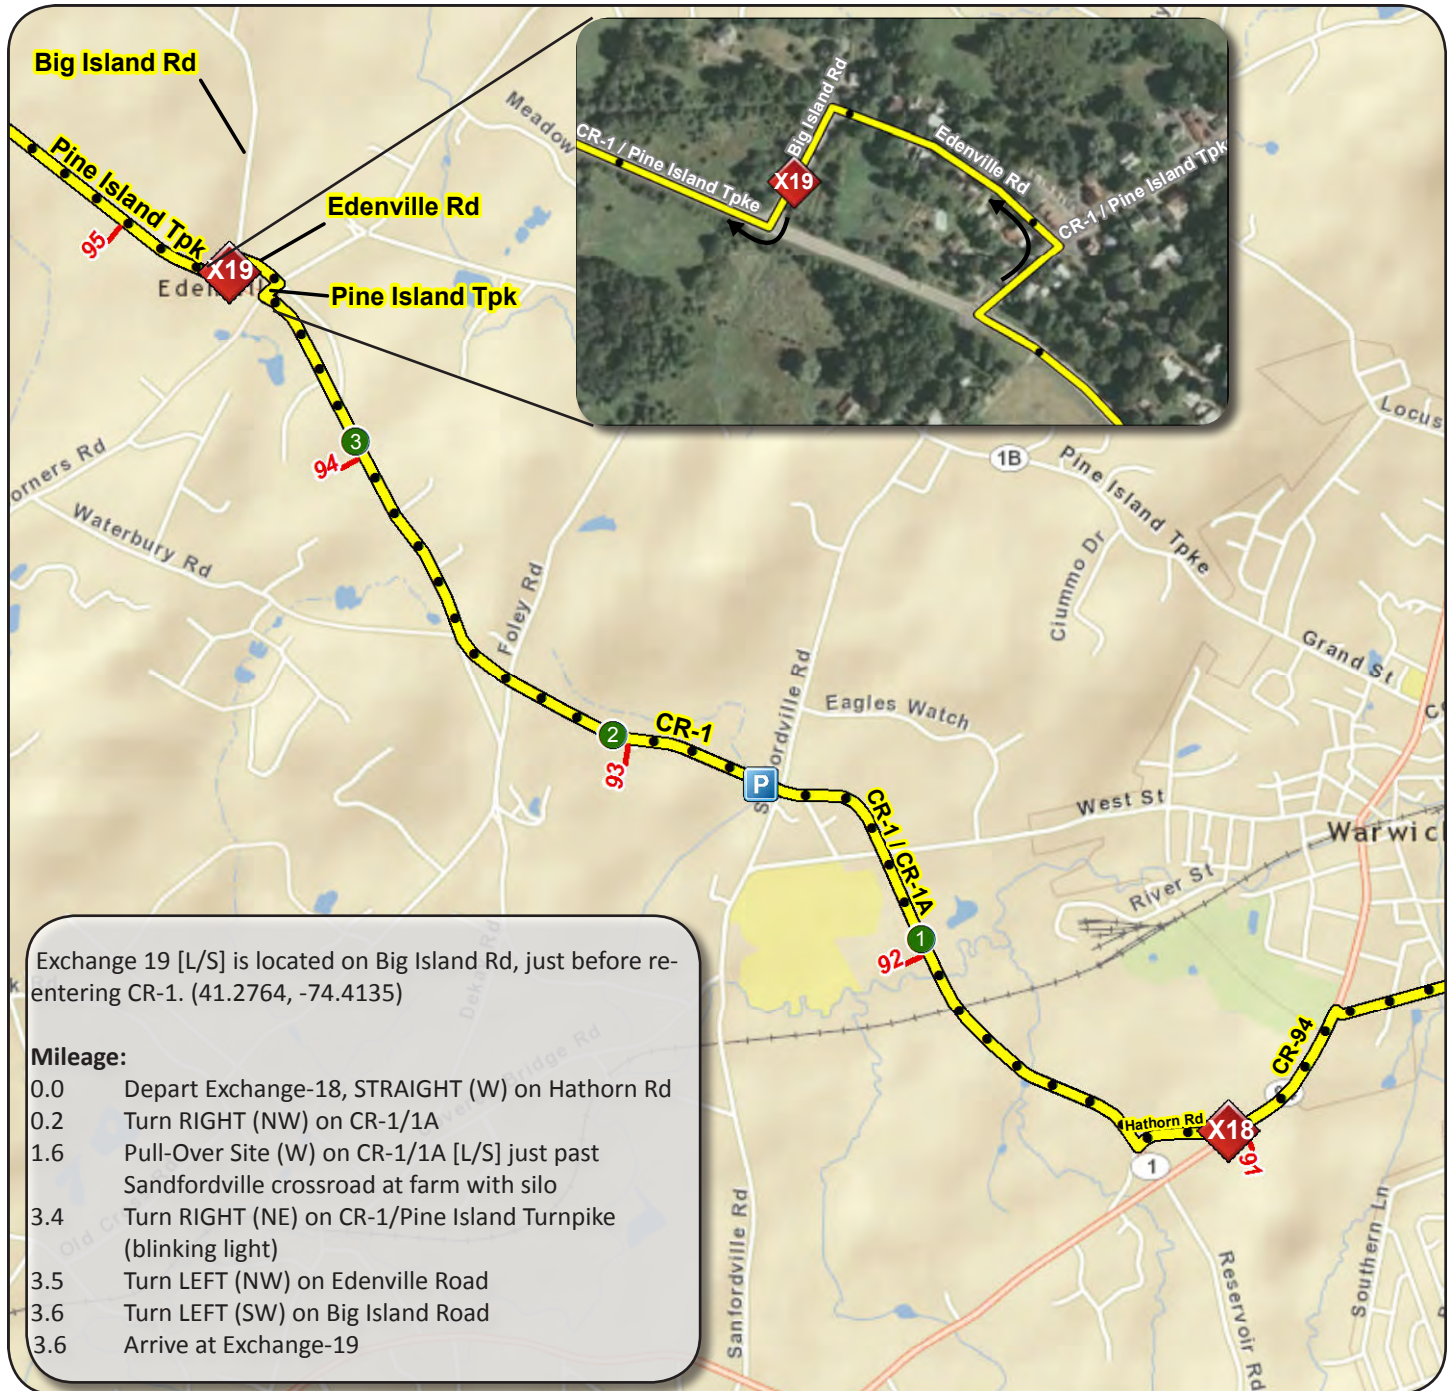 Big Island Rd
Pine Island Tpk
Edenville Rd
Pine Island Tpk
X19
95
Meadow
CR-1 / Pine Island Tpke
Big Island Rd
X19
Edenville Rd
CR-1 / Pine Island Tpk
3
94
orners Rd
Waterbury Rd
Foley Rd
1B
Pine Island Tpke
Locus
Ciummo Dr
Grand St
2
93
CR-1
P
Eagles Watch
CR-1 / CR-1A
West St
Warwic
River St
1
92
CR-94
Hathorn Rd
X18
91
1
Sanfordville Rd
Reservoir Rd
Southern Ln
Exchange 19 [L/S] is located on Big Island Rd, just before re-
entering CR-1. (41.2764, -74.4135)
Mileage:
0.0 Depart Exchange-18, STRAIGHT (W) on Hathorn Rd
0.2 Turn RIGHT (NW) on CR-1/1A
1.6 Pull-Over Site (W) on CR-1/1A [L/S] just past
Sandfordville crossroad at farm with silo
3.4 Turn RIGHT (NE) on CR-1/Pine Island Turnpike
(blinking light)
3.5 Turn LEFT (NW) on Edenville Road
3.6 Turn LEFT (SW) on Big Island Road
3.6 Arrive at Exchange-19